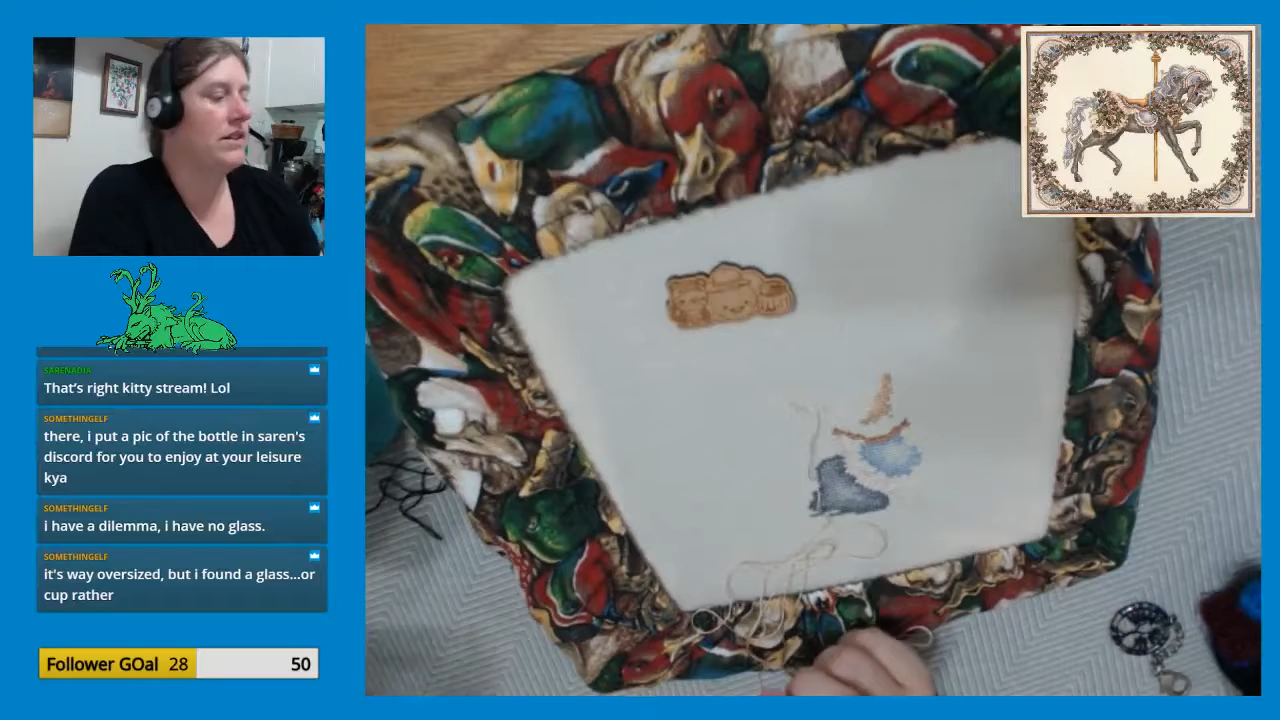 SARENADIA
That's right kitty stream! Lol
SOMETHINGELF
there, i put a pic of the bottle in saren's
discord for you to enjoy at your leisure
kya
SOMETHINGELF
i have a dilemma, i have no glass.
SOMETHINGELF
it's way oversized, but i found a glass...or
cup rather
Follower GOal 28 50